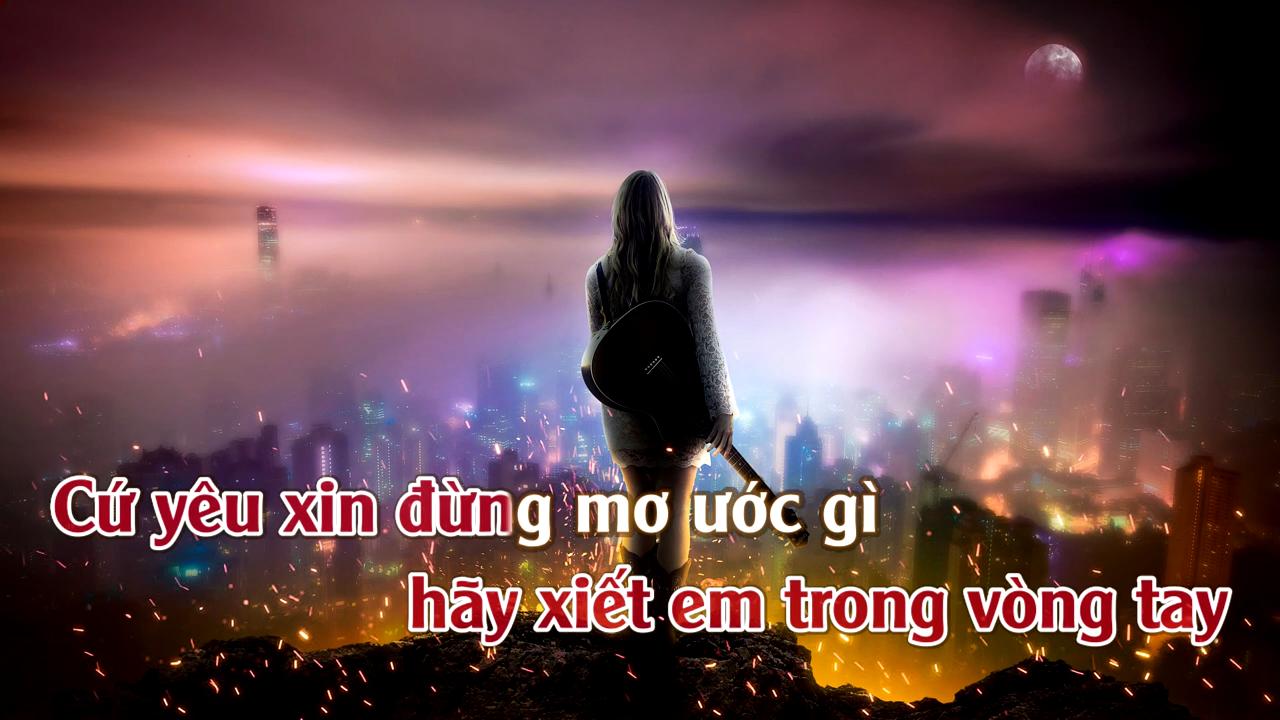 Cứ yêu xin đừng mơ ước gì
hãy xiết em trong vòng tay